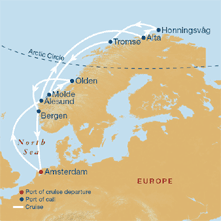 Honningsvåg
Tromsø
Alta
Arctic Circle
Olden
Molde
Ålesund
Bergen
North
Sea
Amsterdam
EUROPE
Port of cruise departure
Port of call
Cruise